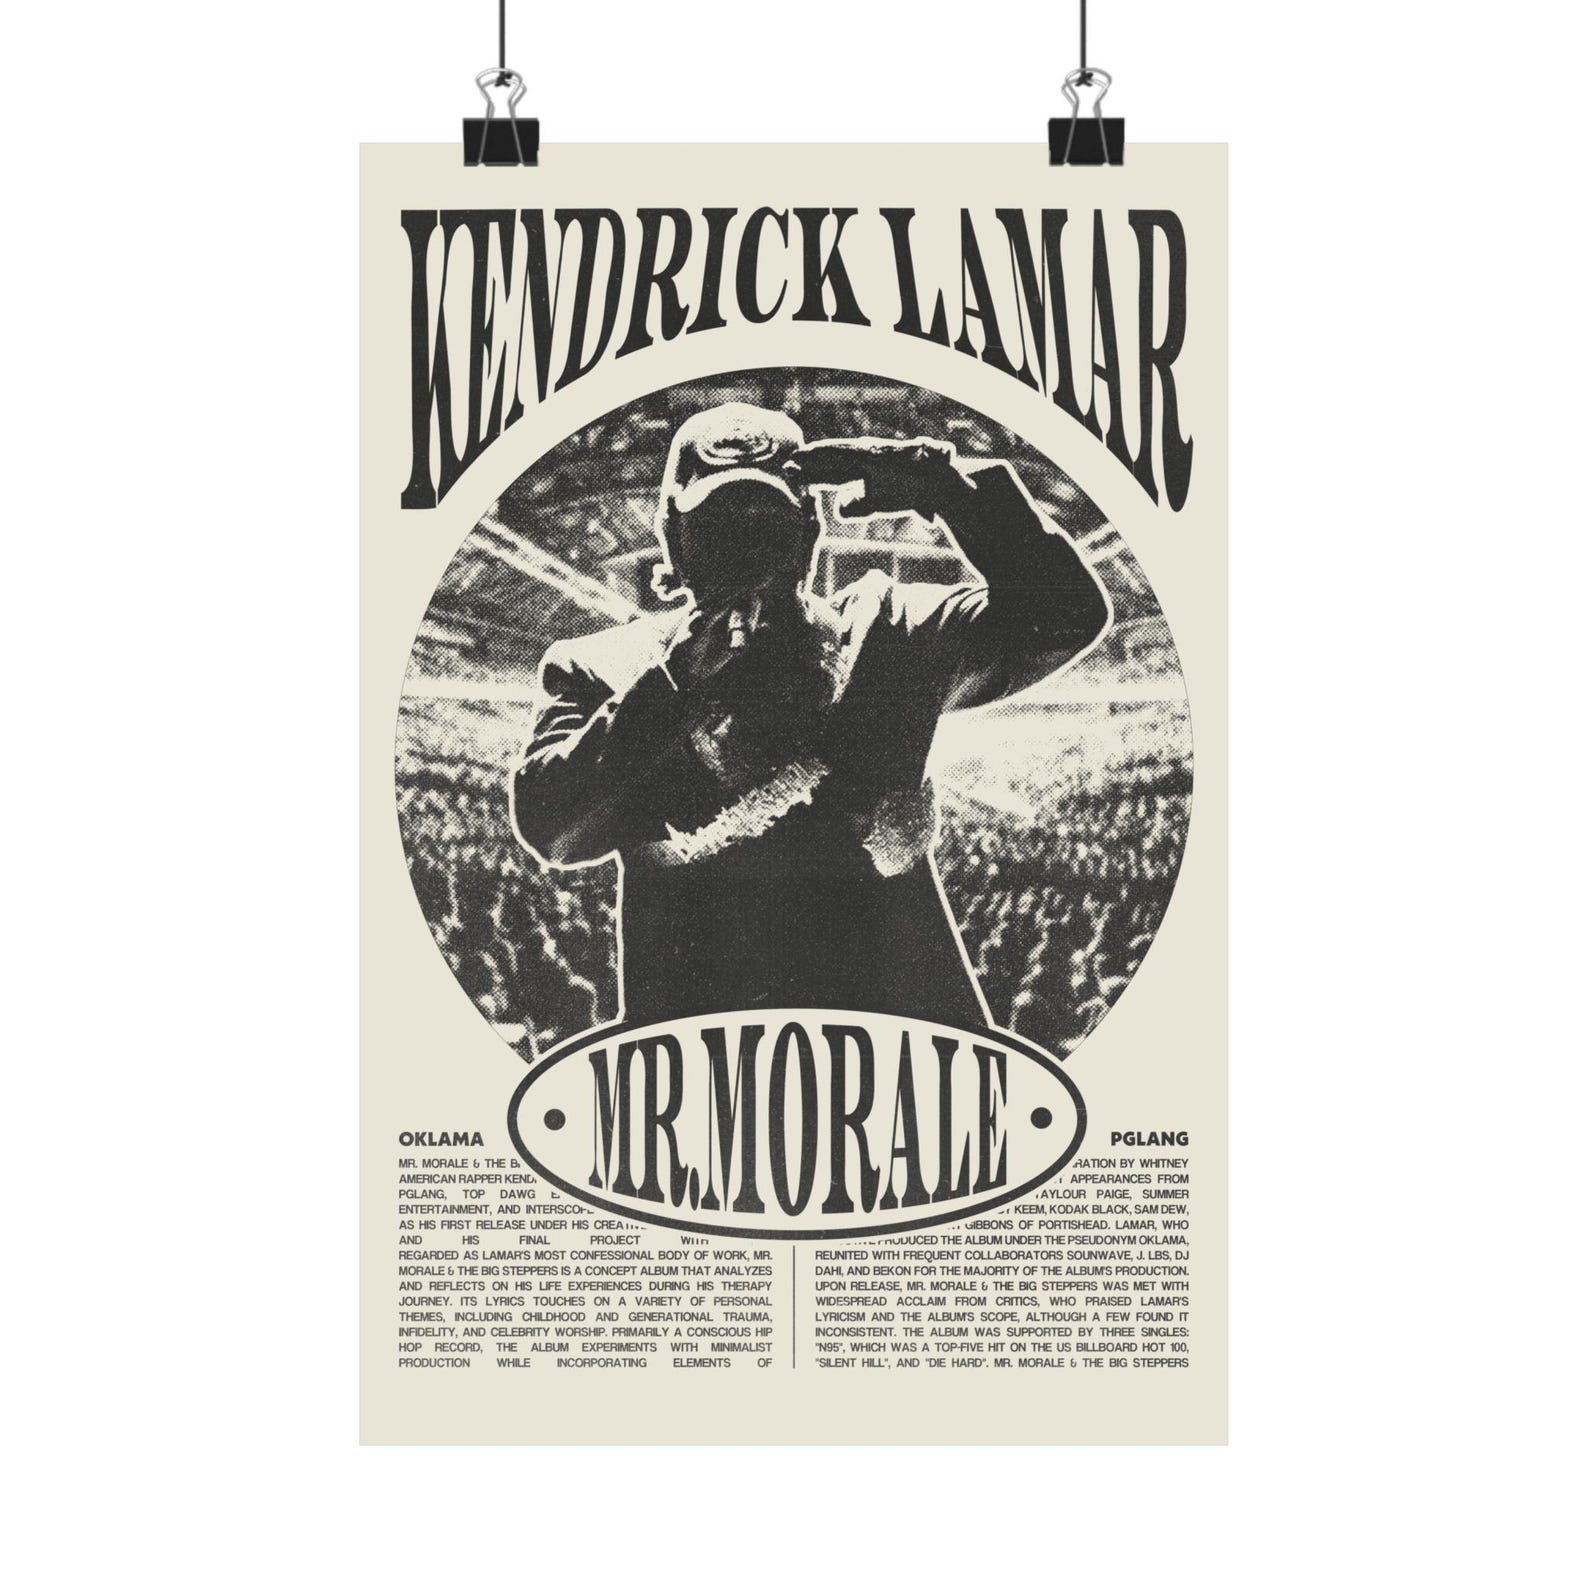 KENDRICK LAMAR
MR.MORALE
OKLAMA
MR. MORALE & THE
AMERICAN RAPPER
PGLANG, TOP DAWG
ENTERTAINMENT, AND
AS HIS FIRST RELEASE UNDER HIS
AND HIS FINAL PROJECT WITH
REGARDED AS LAMAR'S MOST CONFESSIONAL BODY OF WORK, MR.
MORALE & THE BIG STEPPERS IS A CONCEPT ALBUM THAT ANALYZES
AND REFLECTS ON HIS LIFE EXPERIENCES DURING HIS THERAPY
JOURNEY. ITS LYRICS TOUCHES ON A VARIETY OF PERSONAL
THEMES, INCLUDING CHILDHOOD AND GENERATIONAL TRAUMA,
INFIDELITY, AND CELEBRITY WORSHIP. PRIMARILY A CONSCIOUS HIP
HOP RECORD, THE ALBUM EXPERIMENTS WITH MINIMALIST
PRODUCTION WHILE INCORPORATING ELEMENTS OF
PGLANG
BY WHITNEY
APPEARANCES FROM
PAIGE, SUMMER
KEEM, KODAK BLACK, SAM DEW,
GIBBONS OF PORTISHEAD. LAMAR, WHO
PRODUCED THE ALBUM UNDER THE PSEUDONYM OKLAMA,
REUNITED WITH FREQUENT COLLABORATORS SOUNWAVE, J. LBS, DJ
DAHI, AND BEKON FOR THE MAJORITY OF THE ALBUM'S PRODUCTION.
UPON RELEASE, MR. MORALE & THE BIG STEPPERS WAS MET WITH
WIDESPREAD ACCLAIM FROM CRITICS, WHO PRAISED LAMAR'S
LYRICISM AND THE ALBUM'S SCOPE, ALTHOUGH A FEW FOUND IT
INCONSISTENT. THE ALBUM WAS SUPPORTED BY THREE SINGLES:
"N95", WHICH WAS A TOP-FIVE HIT ON THE US BILLBOARD HOT 100,
"SILENT HILL", AND "DIE HARD". MR. MORALE & THE BIG STEPPERS